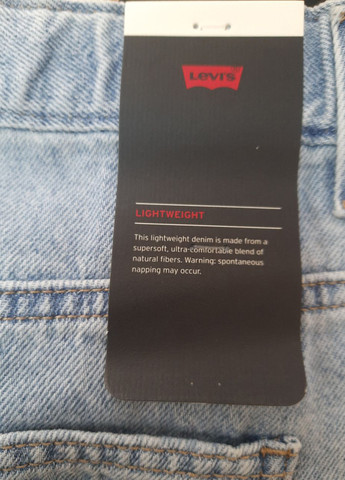 Levi's
LIGHTWEIGHT
This lightweight denim is made from a
supersoft, ultra-comfortable blend of
natural fibers. Warning: spontaneous
napping may occur.